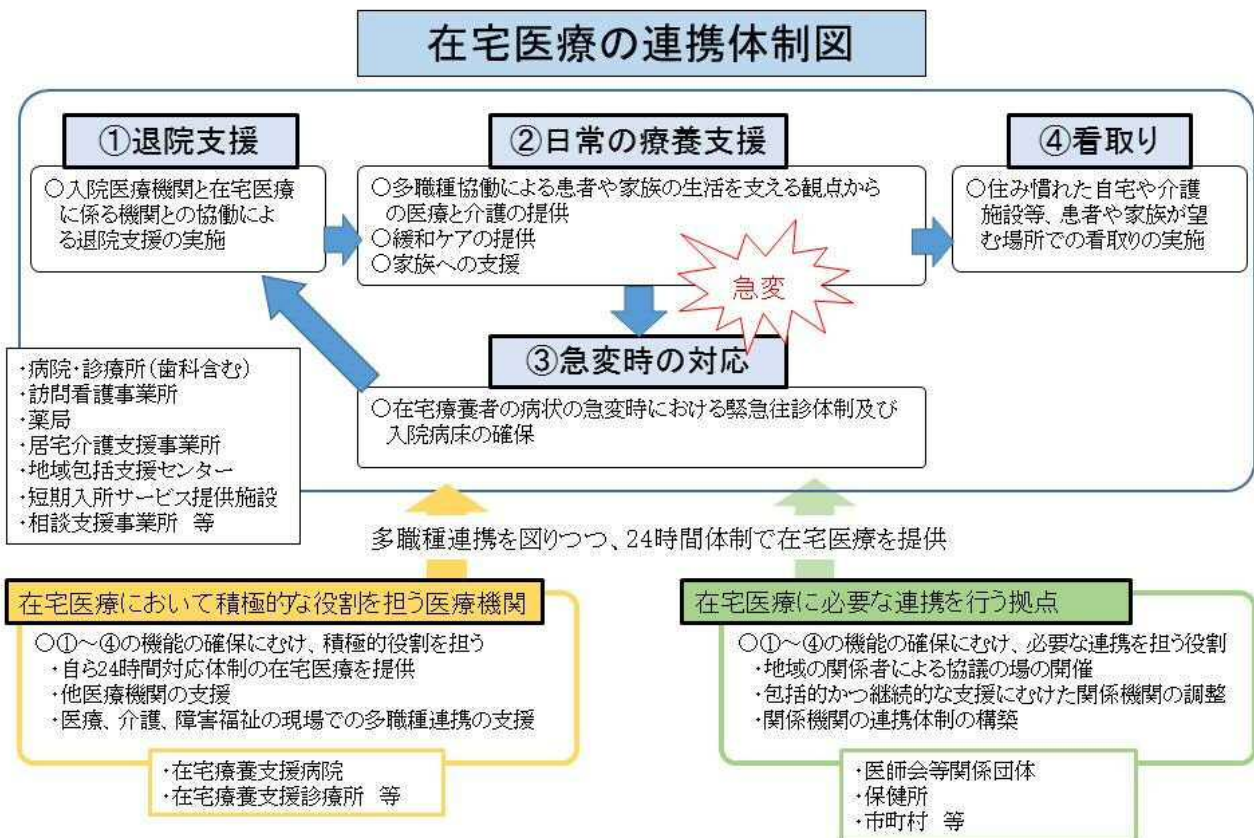 在宅医療の連携体制図
①退院支援
○入院医療機関と在宅医療
に係る機関との協働によ
る退院支援の実施
②日常の療養支援
○多職種協働による患者や家族の生活を支える観点から
の医療と介護の提供
○緩和ケアの提供
○家族への支援
急変
④看取り
○住み慣れた自宅や介護
施設等、患者や家族が望
む場所での看取りの実施
③急変時の対応
○在宅療養者の病状の急変時における緊急往診体制及び
入院病床の確保
・病院・診療所(歯科含む)
・訪問看護事業所
・薬局
・居宅介護支援事業所
・地域包括支援センター
・短期入所サービス提供施設
・相談支援事業所 等
多職種連携を図りつつ、24時間体制で在宅医療を提供
在宅医療において積極的な役割を担う医療機関
○①～④の機能の確保にむけ、積極的役割を担う
・自ら24時間対応体制の在宅医療を提供
・他医療機関の支援
・医療、介護、障害福祉の現場での多職種連携の支援
・在宅療養支援病院
・在宅療養支援診療所 等
在宅医療に必要な連携を行う拠点
○①～④の機能の確保にむけ、必要な連携を担う役割
・地域の関係者による協議の場の開催
・包括的かつ継続的な支援にむけた関係機関の調整
・関係機関の連携体制の構築
・医師会等関係団体
・保健所
・市町村 等